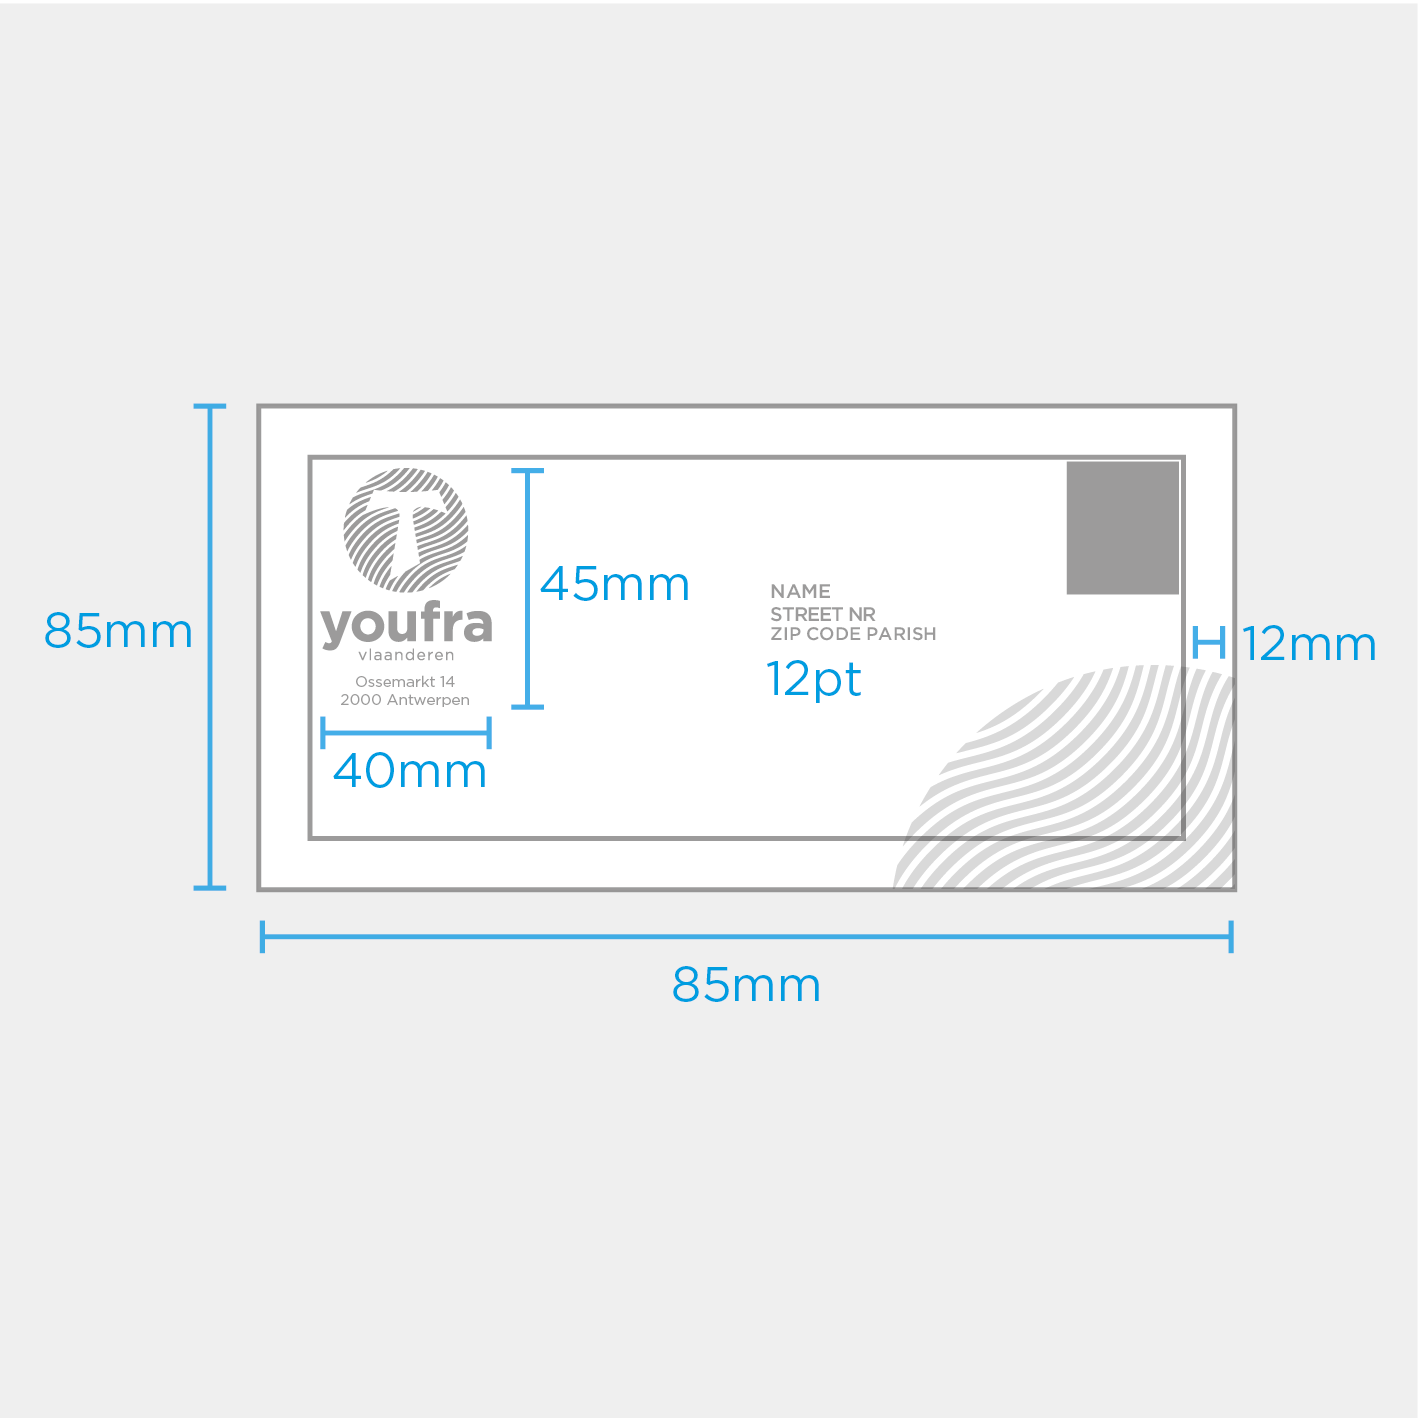 85mm
youfra
vlaanderen
Ossemarkt 14
2000 Antwerpen
40mm
45mm
NAME
STREET NR
ZIP CODE PARISH
12pt
12mm
85mm